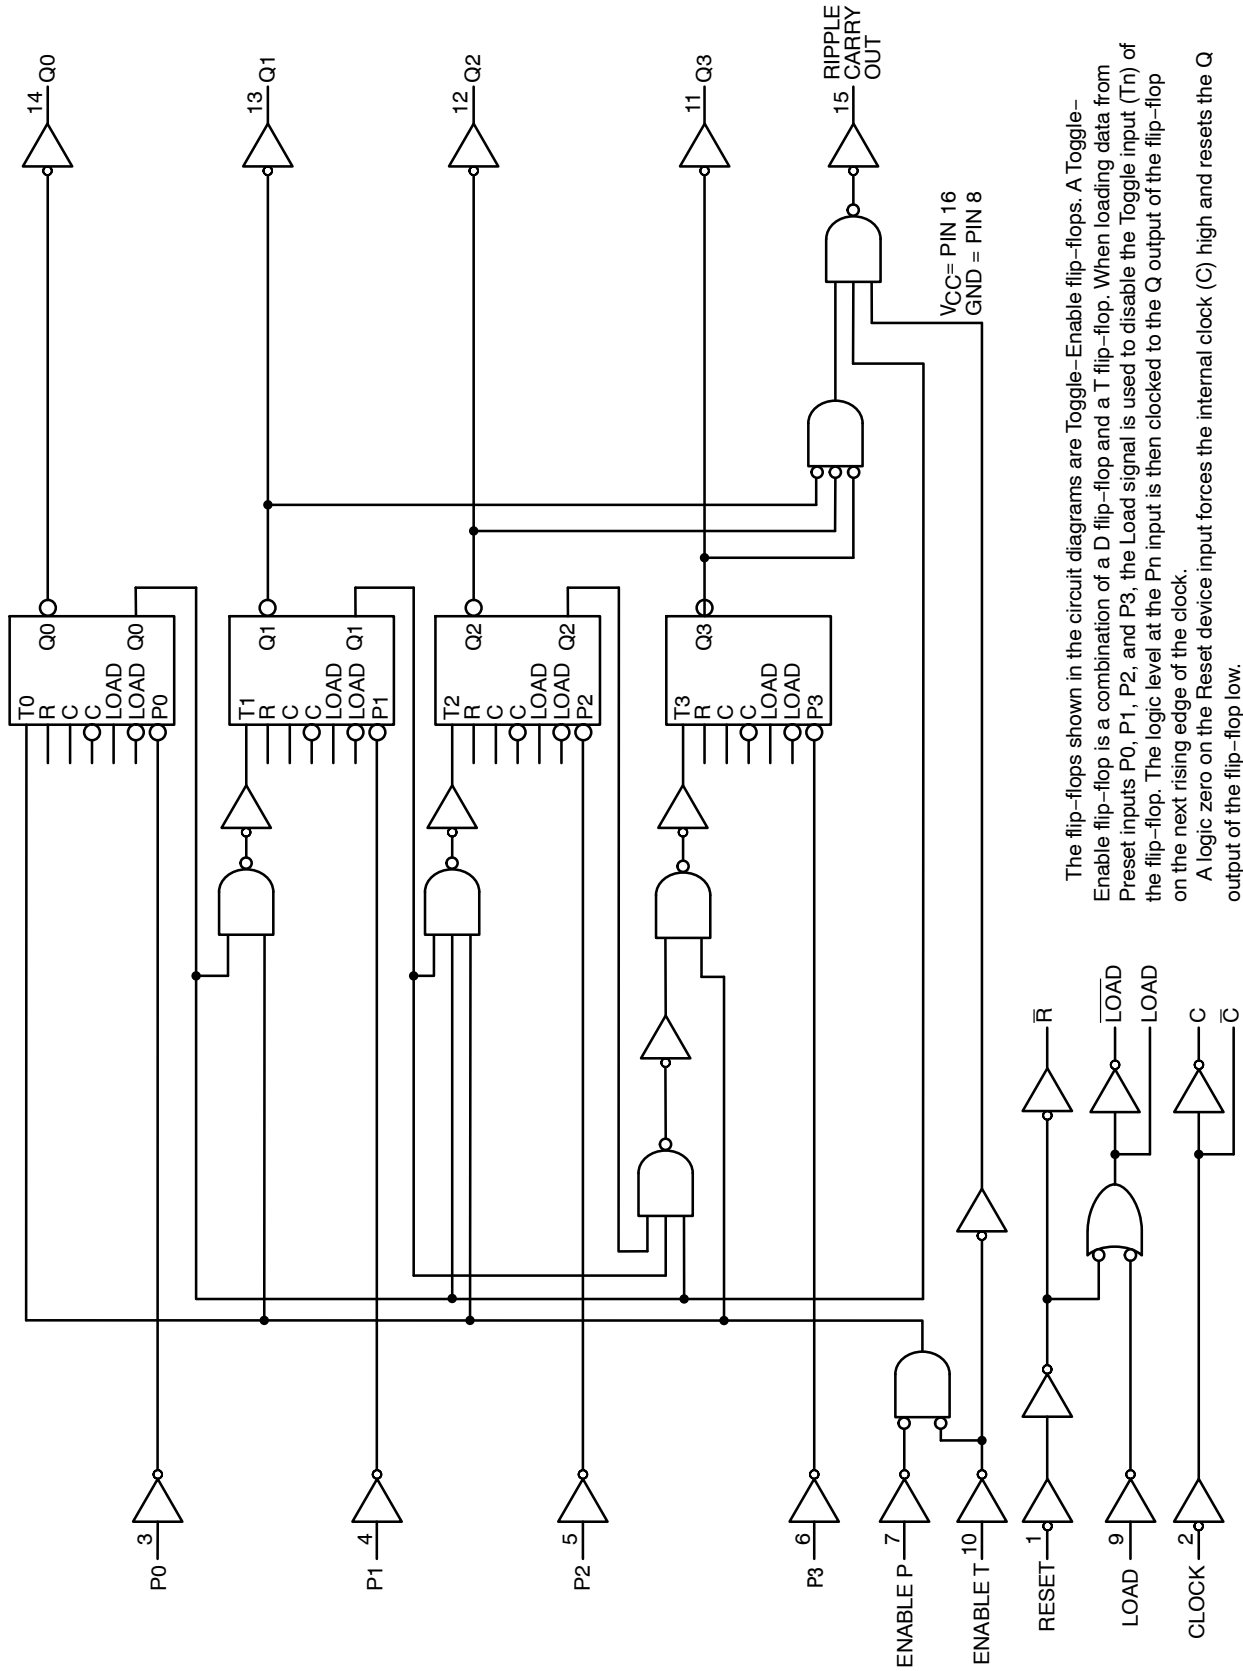 P0
3
P1
4
P2
5
P3
6
ENABLE P
7
ENABLE T
10
RESET
1
LOAD
9
CLOCK
2
T0
R
C
C
LOAD
LOAD
P0
Q0
Q0
T1
R
C
C
LOAD
LOAD
P1
Q1
Q1
T2
R
C
C
LOAD
LOAD
P2
Q2
Q2
T3
R
C
C
LOAD
LOAD
P3
Q3
14
Q0
13
Q1
12
Q2
11
Q3
15
RIPPLE
CARRY
OUT
VCC= PIN 16
GND = PIN 8
R̅
L̅O̅A̅D̅
LOAD
C
C̅
The flip−flops shown in the circuit diagrams are Toggle−Enable flip−flops. A Toggle−
Enable flip−flop is a combination of a D flip−flop and a T flip−flop. When loading data from
Preset inputs P0, P1, P2, and P3, the Load signal is used to disable the Toggle input (Tn) of
the flip−flop. The logic level at the Pn input is then clocked to the Q output of the flip−flop
on the next rising edge of the clock.
A logic zero on the Reset device input forces the internal clock (C) high and resets the Q
output of the flip−flop low.